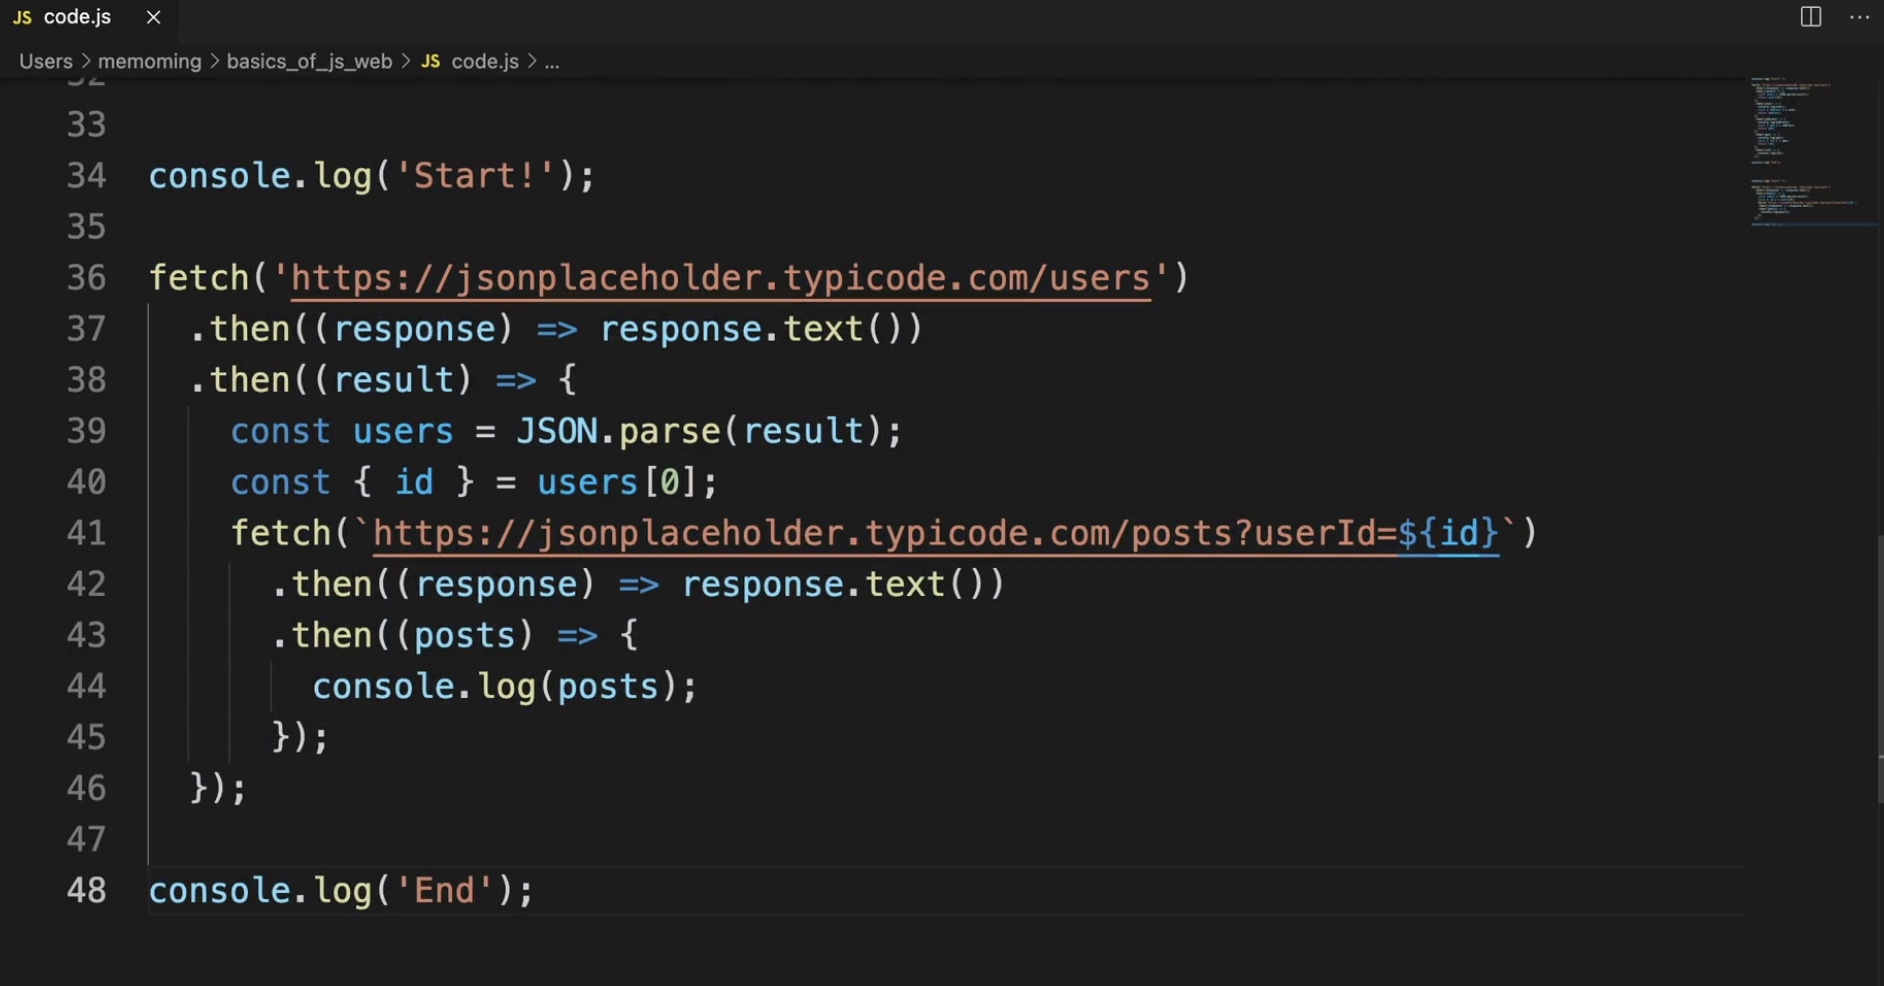 JS code.js
Users > memoming > basics_of_js_web > JS code.js > ...
32
33
34 console.log('Start!');
35
36 fetch('https://jsonplaceholder.typicode.com/users')
37 .then((response) => response.text())
38 .then((result) => {
39 const users = JSON.parse(result);
40 const { id } = users[0];
41 fetch(`https://jsonplaceholder.typicode.com/posts?userId=${id}`)
42 .then((response) => response.text())
43 .then((posts) => {
44 console.log(posts);
45 });
46 });
47
48 console.log('End');